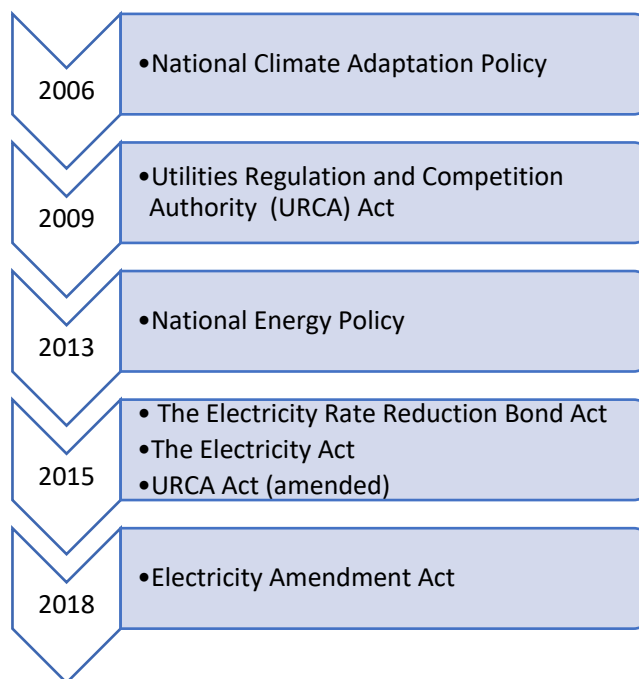 2006
•National Climate Adaptation Policy
2009
•Utilities Regulation and Competition
Authority  (URCA) Act
2013
•National Energy Policy
2015
• The Electricity Rate Reduction Bond Act
•The Electricity Act
•URCA Act (amended)
2018
•Electricity Amendment Act